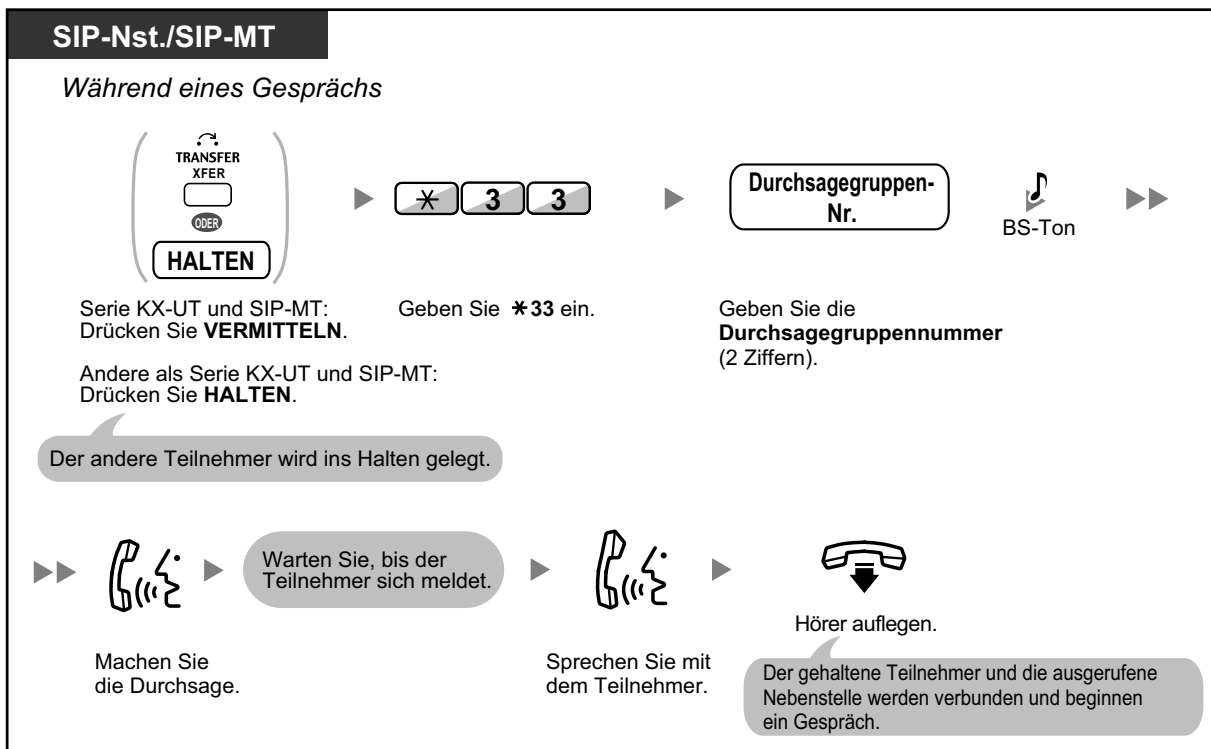 SIP-Nst./SIP-MT
Während eines Gesprächs
TRANSFER
XFER
ODER
HALTEN
* 3 3
Durchsagegruppen-
Nr.
BS-Ton
Serie KX-UT und SIP-MT:
Drücken Sie VERMITTELN.
Andere als Serie KX-UT und SIP-MT:
Drücken Sie HALTEN.
Geben Sie *33 ein.
Geben Sie die
Durchsagegruppennummer
(2 Ziffern).
Der andere Teilnehmer wird ins Halten gelegt.
Warten Sie, bis der
Teilnehmer sich meldet.
Machen Sie
die Durchsage.
Sprechen Sie mit
dem Teilnehmer.
Hörer auflegen.
Der gehaltene Teilnehmer und die ausgerufene
Nebenstelle werden verbunden und beginnen
ein Gespräch.